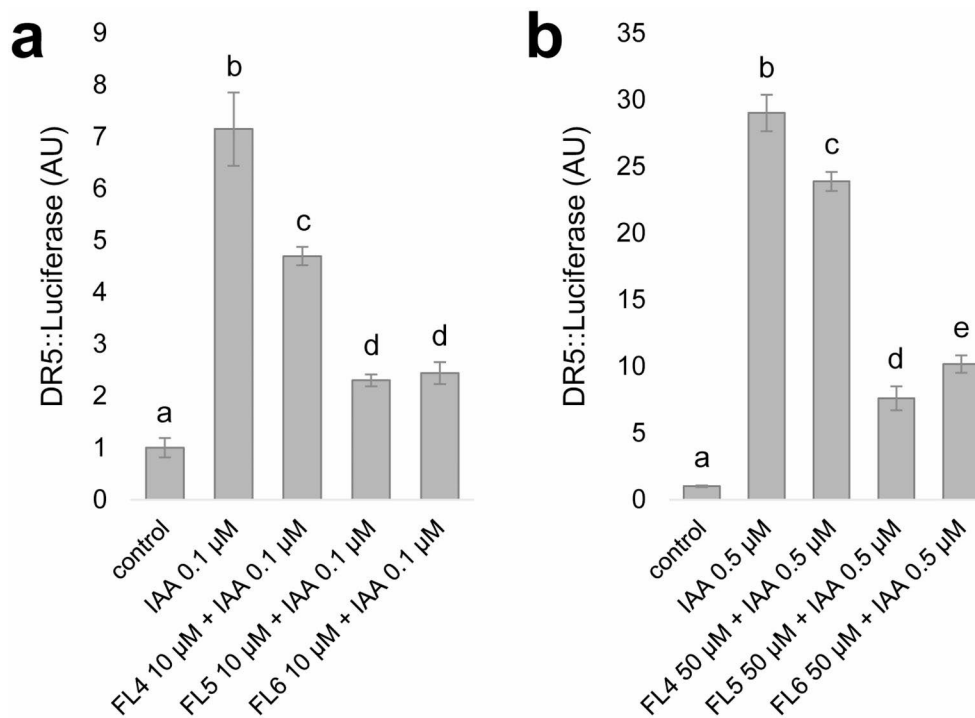 a
DR5::Luciferase (AU)
9
8
7
6
5
4
3
2
1
0
a
b
c
d
d
control
IAA 0.1 µM
FL4 10 µM + IAA 0.1 µM
FL5 10 µM + IAA 0.1 µM
FL6 10 µM + IAA 0.1 µM
b
DR5::Luciferase (AU)
35
30
25
20
15
10
5
0
a
b
c
d
e
control
IAA 0.5 µM
FL4 50 µM + IAA 0.5 µM
FL5 50 µM + IAA 0.5 µM
FL6 50 µM + IAA 0.5 µM